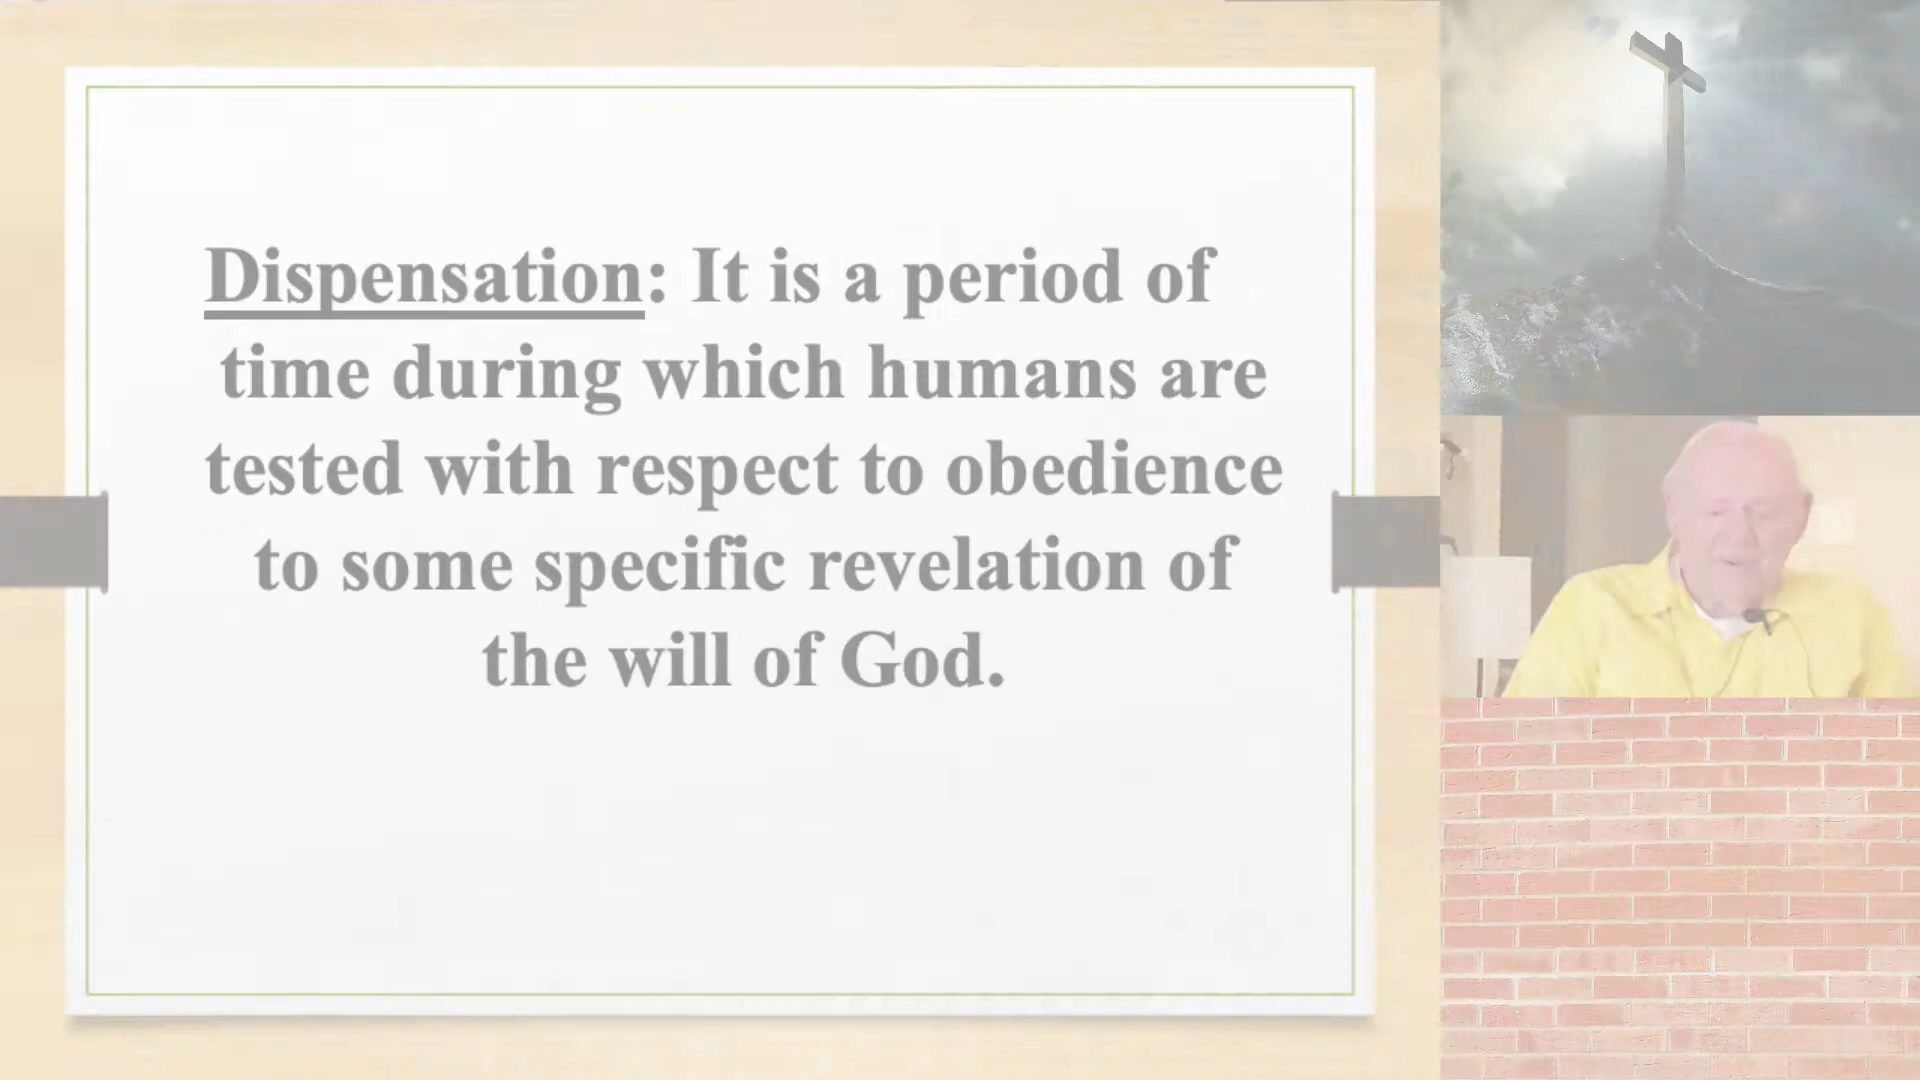 Dispensation: It is a period of
time during which humans are
tested with respect to obedience
to some specific revelation of
the will of God.